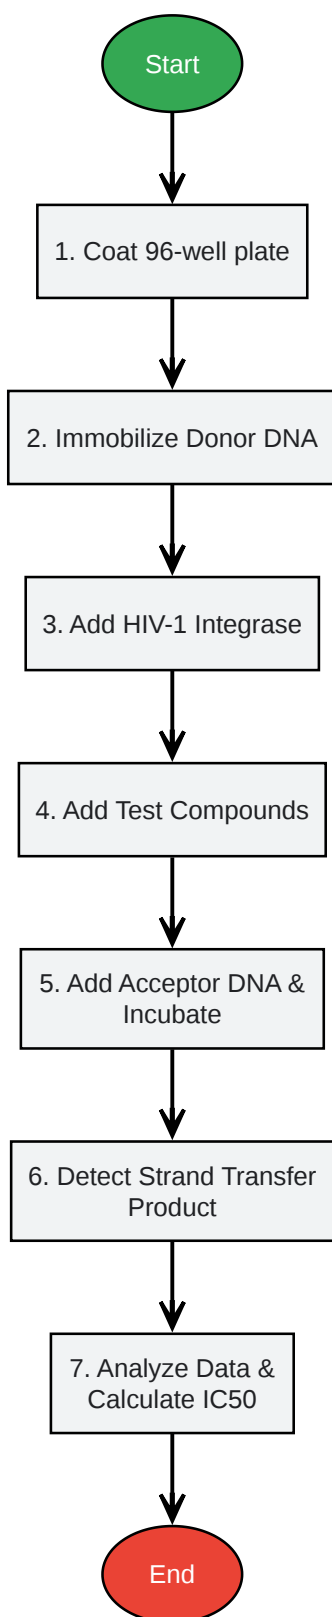 Start
1. Coat 96-well plate
2. Immobilize Donor DNA
3. Add HIV-1 Integrase
4. Add Test Compounds
5. Add Acceptor DNA &
Incubate
6. Detect Strand Transfer
Product
7. Analyze Data &
Calculate IC50
End